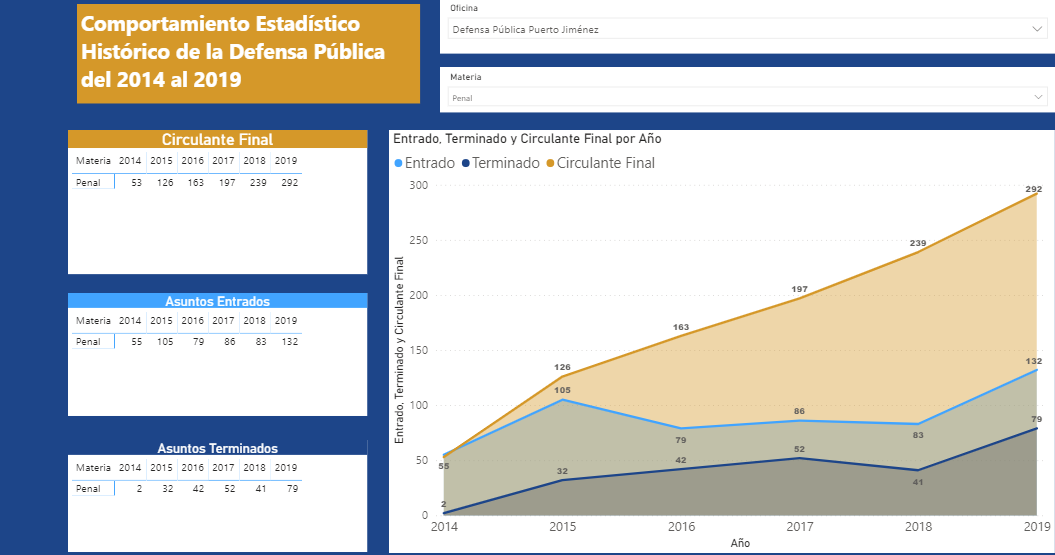 Comportamiento Estadístico
Histórico de la Defensa Pública
del 2014 al 2019
Oficina
Defensa Pública Puerto Jiménez
Materia
Penal
Circulante Final
Materia 2014 2015 2016 2017 2018 2019
Penal 53 126 163 197 239 292
Asuntos Entrados
Materia 2014 2015 2016 2017 2018 2019
Penal 55 105 79 86 83 132
Asuntos Terminados
Materia 2014 2015 2016 2017 2018 2019
Penal 2 32 42 52 41 79
Entrado, Terminado y Circulante Final por Año
Entrado Terminado Circulante Final
Entrado, Terminado y Circulante Final
300
250
200
150
100
50
0
292
239
197
163
126
105
132
86
79
83
55
79
52
42
32
41
2
2014 2015 2016 2017 2018 2019
Año